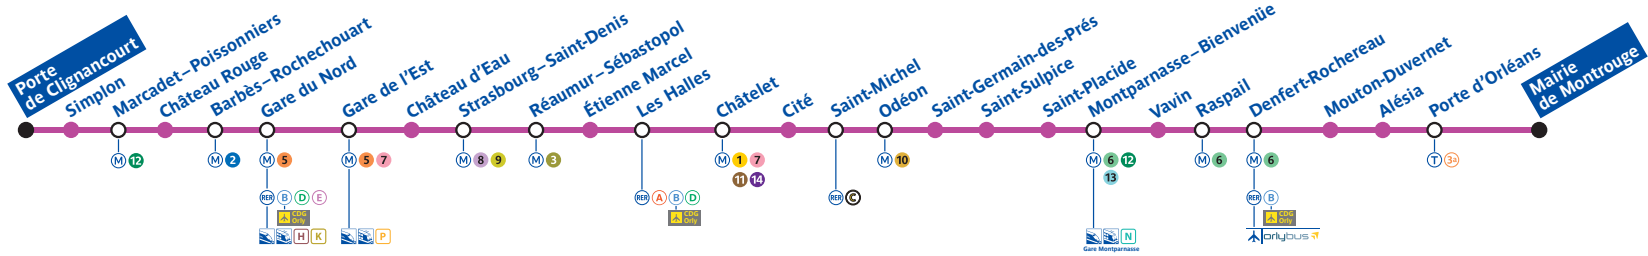 Porte
de Clignancourt
Simplon
Marcadet–Poissonniers
Château Rouge
Barbès–Rochechouart
Gare du Nord
Gare de l'Est
Château d'Eau
Strasbourg–Saint-Denis
Réaumur–Sébastopol
Étienne Marcel
Les Halles
Châtelet
Cité
Saint-Michel
Odéon
Saint-Germain-des-Prés
Saint-Sulpice
Saint-Placide
Montparnasse–Bienvenüe
Vavin
Raspail
Denfert-Rochereau
Mouton-Duvernet
Alésia
Porte d'Orléans
Mairie
de Montrouge
M 12
M 2
M 5
M 5 7
M 8 9
M 3
M 1 7
11 14
M 10
M 6 12
13
M 6
M 6
T 3a
RER B D E
CDG
Orly
H K
P
RER A B D
CDG
Orly
RER C
N
Gare Montparnasse
RER B
CDG
Orly
orlybus